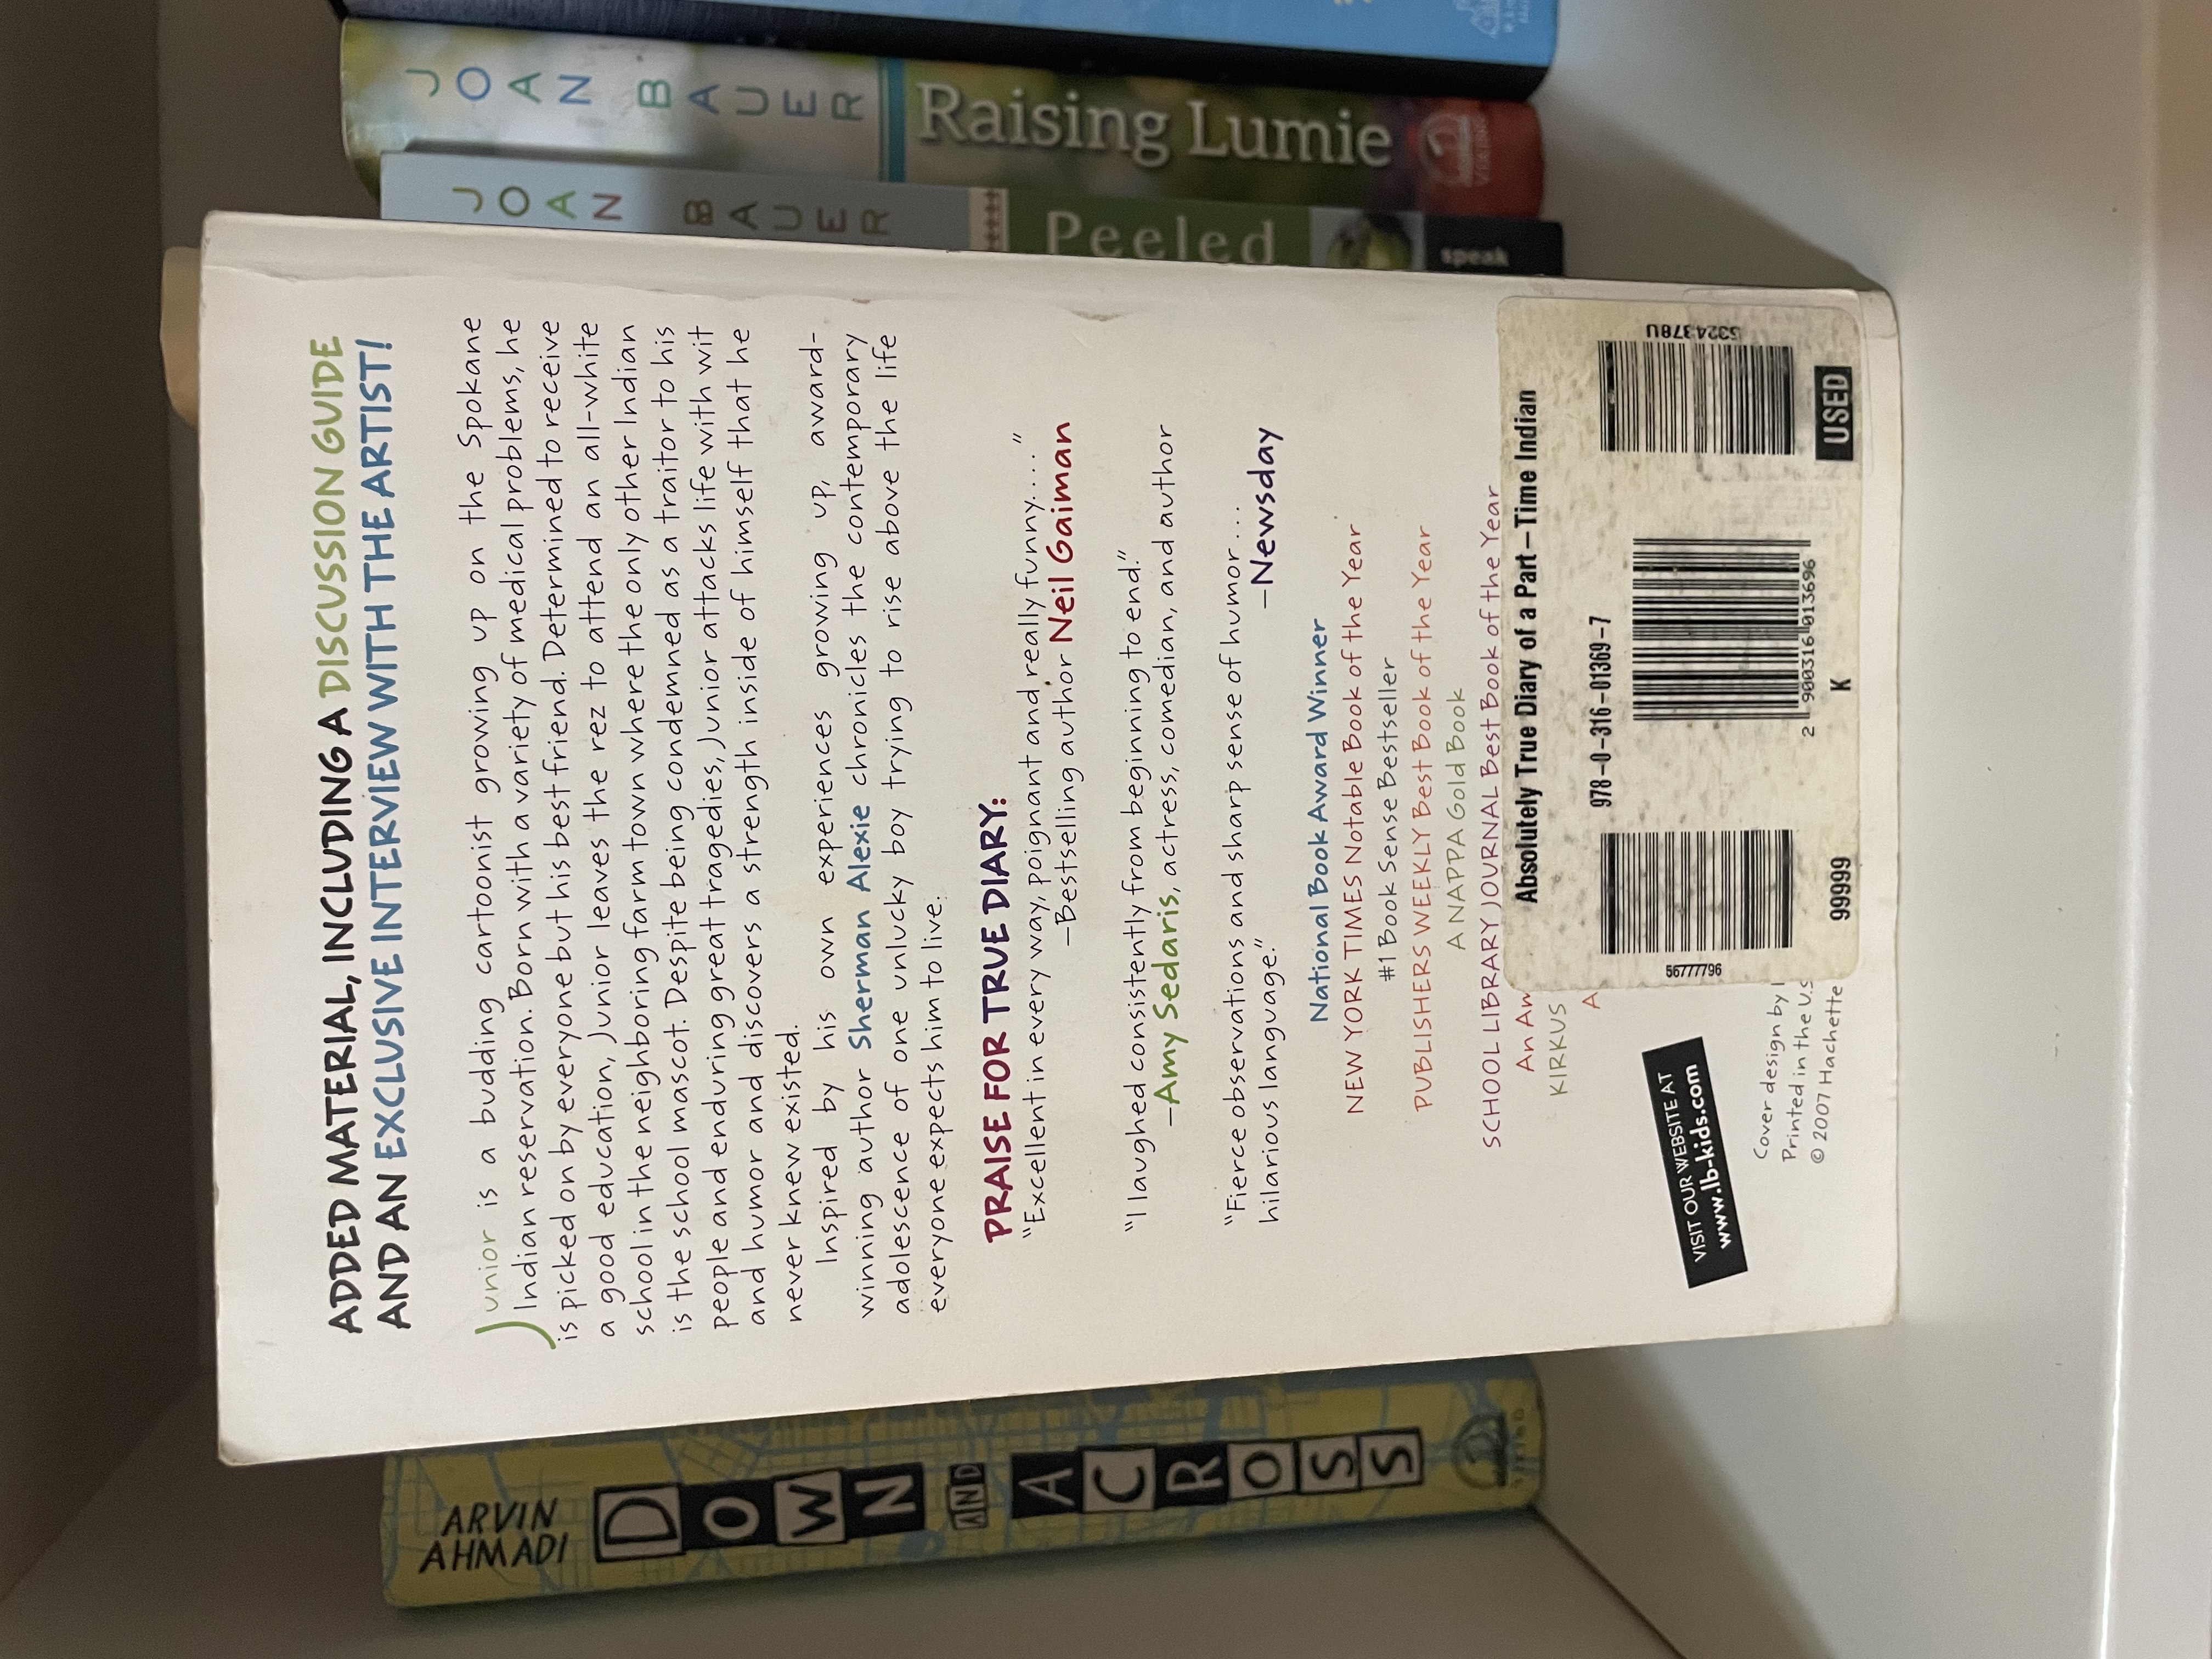 ADDED MATERIAL, INCLUDING A DISCUSSION GUIDE
AND AN EXCLUSIVE INTERVIEW WITH THE ARTIST!
Junior is a budding cartoonist growing up on the Spokane
Indian reservation. Born with a variety of medical problems, he
is picked on by everyone but his best friend. Determined to receive
a good education, Junior leaves the rez to attend an all-white
school in the neighboring farm town where the only other Indian
is the school mascot. Despite being condemned as a traitor to his
people and enduring great tragedies, Junior attacks life with wit
and humor and discovers a strength inside of himself that he
never knew existed.
Inspired by his own experiences growing up, award-
winning author Sherman Alexie chronicles the contemporary
adolescence of one unlucky boy trying to rise above the life
everyone expects him to live.
PRAISE FOR TRUE DIARY:
"Excellent in every way, poignant and really funny. . . ."
—Bestselling author Neil Gaiman
"I laughed consistently from beginning to end."
—Amy Sedaris, actress, comedian, and author
"Fierce observations and sharp sense of humor . . .
hilarious language." —Newsday
National Book Award Winner
NEW YORK TIMES Notable Book of the Year
#1 Book Sense Bestseller
PUBLISHERS WEEKLY Best Book of the Year
A NAPPA Gold Book
SCHOOL LIBRARY JOURNAL Best Book of the Year
An Am
KIRKUS
A
Absolutely True Diary of a Part-Time Indian
978-0-316-01369-7
56777796
5324378U
2 900316 013696
99999 K USED
VISIT OUR WEBSITE AT
www.lb-kids.com
Cover design by
Printed in the U.S
© 2007 Hachette
ARVIN
AHMADI
DOWN AND ACROSS
VIKING
JOAN BAUER
Peeled
speak
JOAN BAUER
Raising Lumie
VIKING